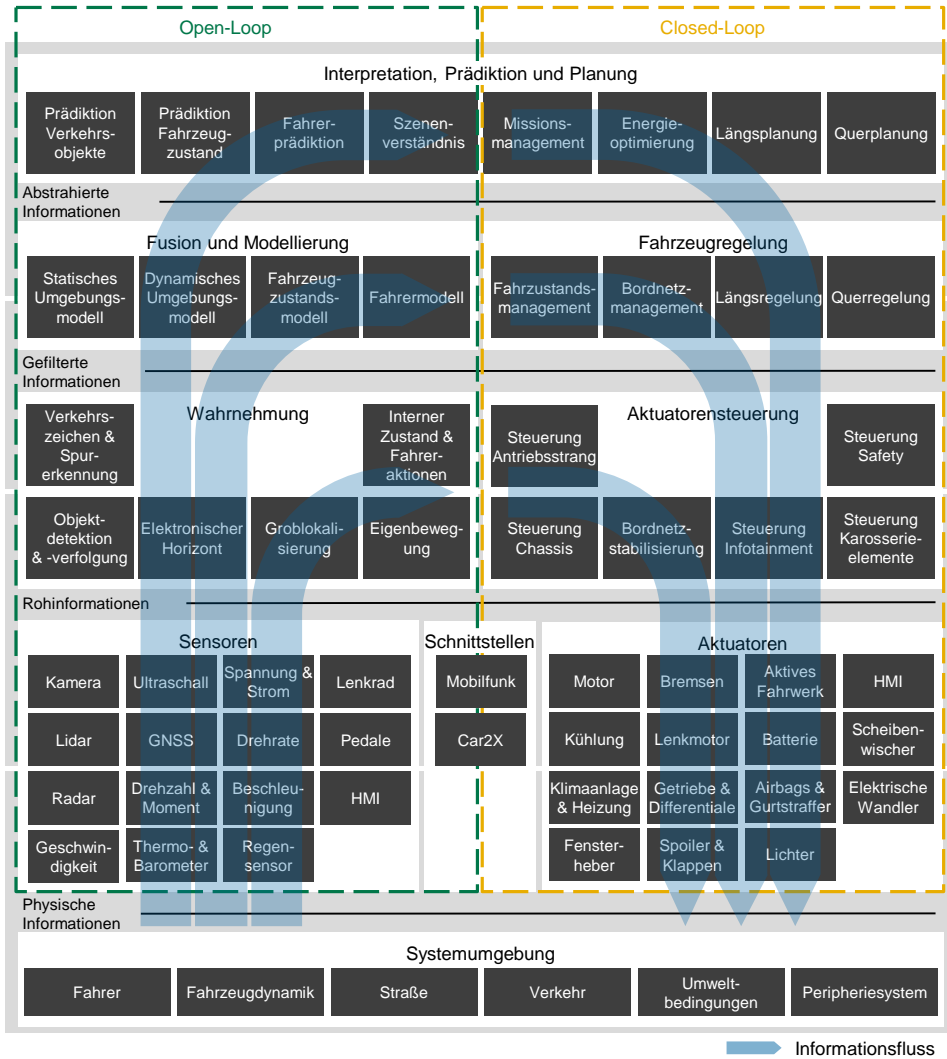 Open-Loop
Closed-Loop
Interpretation, Prädiktion und Planung
Prädiktion
Verkehrs-
objekte
Prädiktion
Fahrzeug-
zustand
Fahrer-
prädiktion
Szenen-
verständnis
Missions-
management
Energie-
optimierung
Längsplanung
Querplanung
Abstrahierte
Informationen
Fusion und Modellierung
Fahrzeugregelung
Statisches
Umgebungs-
modell
Dynamisches
Umgebungs-
modell
Fahrzeug-
zustands-
modell
Fahrermodell
Fahrzustands-
management
Bordnetz-
management
Längsregelung
Querregelung
Gefilterte
Informationen
Wahrnehmung
Aktuatorensteuerung
Verkehrs-
zeichen &
Spur-
erkennung
Interner
Zustand &
Fahrer-
aktionen
Steuerung
Antriebsstrang
Steuerung
Safety
Objekt-
detektion
& -verfolgung
Elektronischer
Horizont
Groblokali-
sierung
Eigenbeweg-
ung
Steuerung
Chassis
Bordnetz-
stabilisierung
Steuerung
Infotainment
Steuerung
Karosserie-
elemente
Rohinformationen
Sensoren
Schnittstellen
Aktuatoren
Kamera
Ultraschall
Spannung &
Strom
Lenkrad
Mobilfunk
Motor
Bremsen
Aktives
Fahrwerk
HMI
Lidar
GNSS
Drehrate
Pedale
Car2X
Kühlung
Lenkmotor
Batterie
Scheiben-
wischer
Radar
Drehzahl &
Moment
Beschleu-
nigung
HMI
Klimaanlage
& Heizung
Getriebe &
Differentiale
Airbags &
Gurtstraffer
Elektrische
Wandler
Geschwin-
digkeit
Thermo- &
Barometer
Regen-
sensor
Fenster-
heber
Spoiler &
Klappen
Lichter
Physische
Informationen
Systemumgebung
Fahrer
Fahrzeugdynamik
Straße
Verkehr
Umwelt-
bedingungen
Peripheriesystem
Informationsfluss